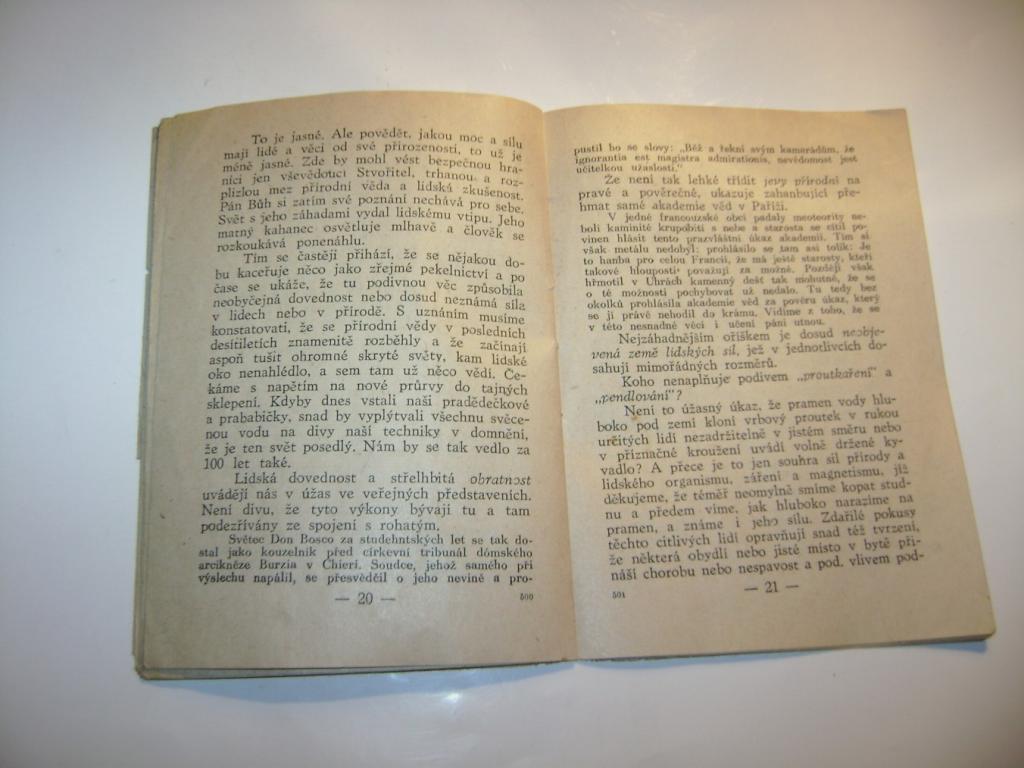 To je jasné. Ale povědět, jakou moc a sílu
mají lidé a věci od své přirozenosti, to už je
méně jasné. Zde by mohl vést bezpečnou hra-
nici jen vševědoucí Stvořitel, trhanou a roz-
plizlou mez přírodní věda a lidská zkušenost.
Pán Bůh si zatím své poznání nechává pro sebe.
Svět s jeho záhadami vydal lidskému vtipu. Jeho
matný kahanec osvětluje mlhavě a člověk se
rozkoukává ponenáhlu.
Tím se častěji přihází, že se nějakou do-
bu kaceřuje něco jako zřejmé pekelnictví a po
čase se ukáže, že tu podivnou věc způsobila
neobyčejná dovednost nebo dosud neznámá síla
v lidech nebo v přírodě. S uznáním musíme
konstatovati, že se přírodní vědy v posledních
desítiletích znamenitě rozběhly a že začínají
aspoň tušit ohromné skryté světy, kam lidské
oko nenahlédlo, a sem tam už něco vědí. Če-
káme s napětím na nové průrvy do tajných
sklepení. Kdyby dnes vstali naši pradědečkové
a prababičky, snad by vyplýtvali všechnu svěce-
nou vodu na divy naší techniky v domnění,
že je ten svět posedlý. Nám by se tak vedlo za
100 let také.
Lidská dovednost a střelhbitá obratnost
uvádějí nás v úžas ve veřejných představeních.
Není divu, že tyto výkony bývají tu a tam
podezřívány ze spojení s rohatým.
Světec Don Bosco za studehntských let se tak do-
stal jako kouzelník před církevní tribunál dómského
arcikněze Burzia v Chieri. Soudce, jehož samého při
výslechu napálil, se přesvědčil o jeho nevině a pro-
— 20 —
500
pustil ho se slovy: „Běž a řekni svým kamarádům, že
ignorantia est magistra admirationis, nevědomost jest
učitelkou užaslosti.“
Že není tak lehké třídit jevy přírodní na
pravé a pověrečné, ukazuje zahanbující pře-
hmat samé akademie věd v Paříži.
V jedné francouzské obci padaly meteority ne-
boli kaminité krupobití s nebe a starosta se cítil po-
vinen hlásit tento prazvláštní úkaz akademii. Tím si
však metálu nedobyl: prohlásilo se tam asi tolik: Je
to hanba pro celou Francii, že má ještě starosty, kteří
takové hlouposti považují za možné. Později však
hřmotil v Uhrách kamenný dešť tak mohutně, že se
o té možnosti pochybovat už nedalo. Tu tedy bez
okolků prohlásila akademie věd za pověru úkaz, který
se jí právě nehodil do krámu. Vidíme z toho, že se
v této nesnadné věci i učení páni utnou.
Nejzáhadnějším oříškem je dosud neobje-
vená země lidských sil, jež v jednotlivcích do-
sahují mimořádných rozměrů.
Koho nenaplňuje podivem „proutkaření“ a
„pendlování“?
Není to úžasný úkaz, že pramen vody hlu-
boko pod zemí kloní vrbový proutek v rukou
určitých lidí nezadržitelně v jistém směru nebo
v příznačné kroužení uvádí volně držené ky-
vadlo? A přece je to jen souhra sil přírody a
lidského organismu, záření a magnetismu, jíž
děkujeme, že téměř neomylně smíme kopat stud-
nu a předem víme, jak hluboko narazíme na
pramen, a známe i jeho sílu. Zdařilé pokusy
těchto citlivých lidí opravňují snad též tvrzení,
že některá obydlí nebo jisté místo v bytě při-
náší chorobu nebo nespavost a pod. vlivem pod-
501
— 21 —